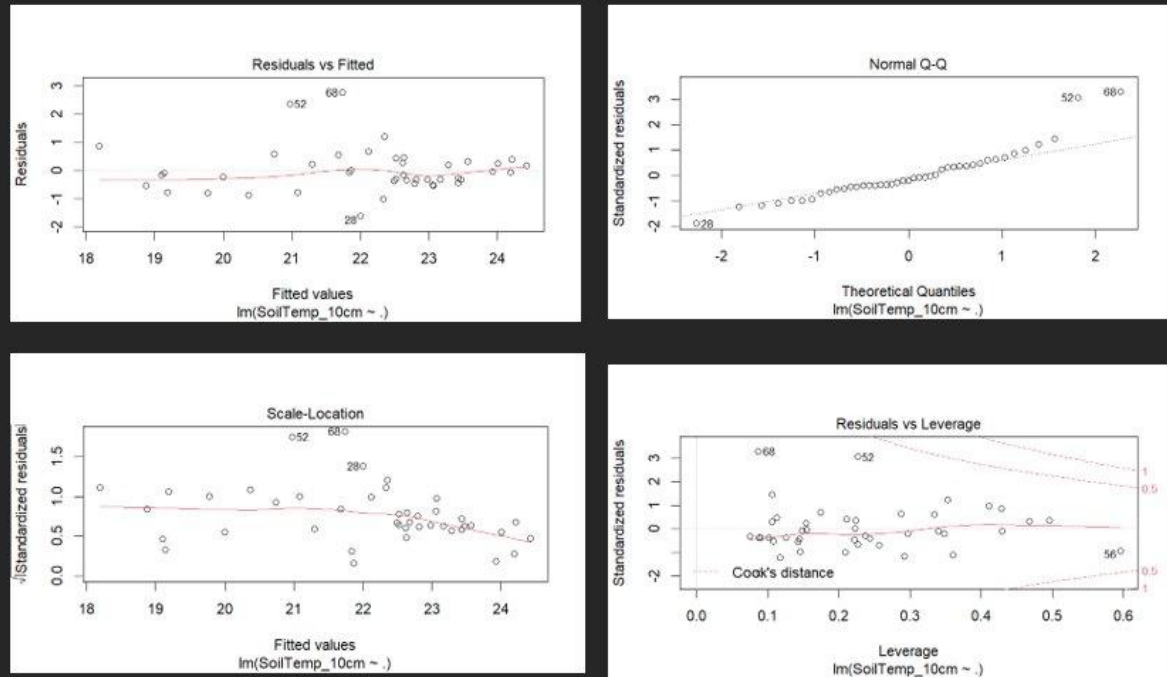 Residuals vs Fitted
Residuals
3
2
1
0
-1
-2
52
68
28
18 19 20 21 22 23 24
Fitted values
lm(SoilTemp_10cm ~ .)
Normal Q-Q
Standardized residuals
3
2
1
0
-1
-2
52
68
28
-2 -1 0 1 2
Theoretical Quantiles
lm(SoilTemp_10cm ~ .)
Scale-Location
√|Standardized residuals|
1.5
1.0
0.5
0.0
52
68
28
18 19 20 21 22 23 24
Fitted values
lm(SoilTemp_10cm ~ .)
Residuals vs Leverage
Standardized residuals
3
2
1
0
-2
68
52
56
1
0.5
0.5
1
Cook's distance
0.0 0.1 0.2 0.3 0.4 0.5 0.6
Leverage
lm(SoilTemp_10cm ~ .)